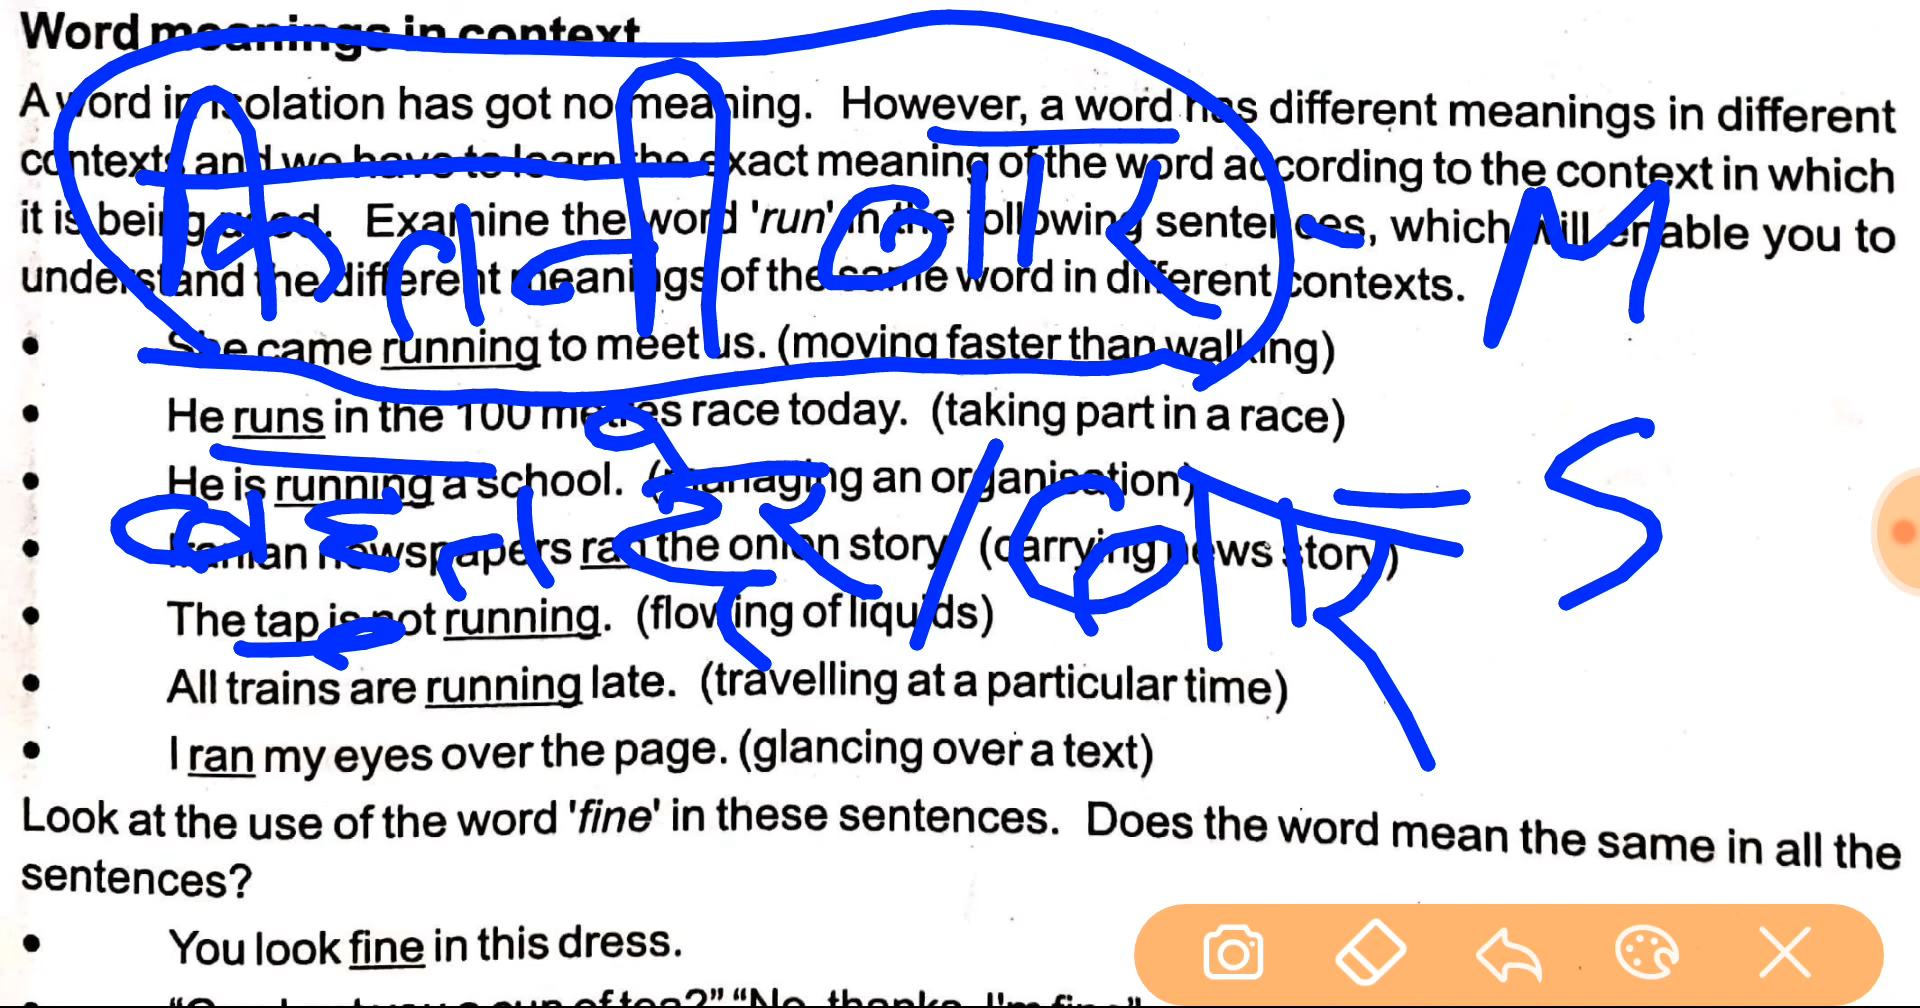 Word meanings in context
A word in isolation has got no meaning. However, a word has different meanings in different
contexts and we have to learn the exact meaning of the word according to the context in which
it is being used. Examine the word 'run' in the following sentences, which will enable you to
understand the different meanings of the same word in different contexts.
M
• She came running to meet us. (moving faster than walking)
• He runs in the 100 metres race today. (taking part in a race)
• He is running a school. (managing an organisation)
S
• Iranian newspapers ran the onion story (carrying news story)
• The tap is not running. (flowing of liquids)
• All trains are running late. (travelling at a particular time)
• I ran my eyes over the page. (glancing over a text)
Look at the use of the word 'fine' in these sentences. Does the word mean the same in all the
sentences?
• You look fine in this dress.
• you a cup of tea?” “No, thanks, I'm fine."